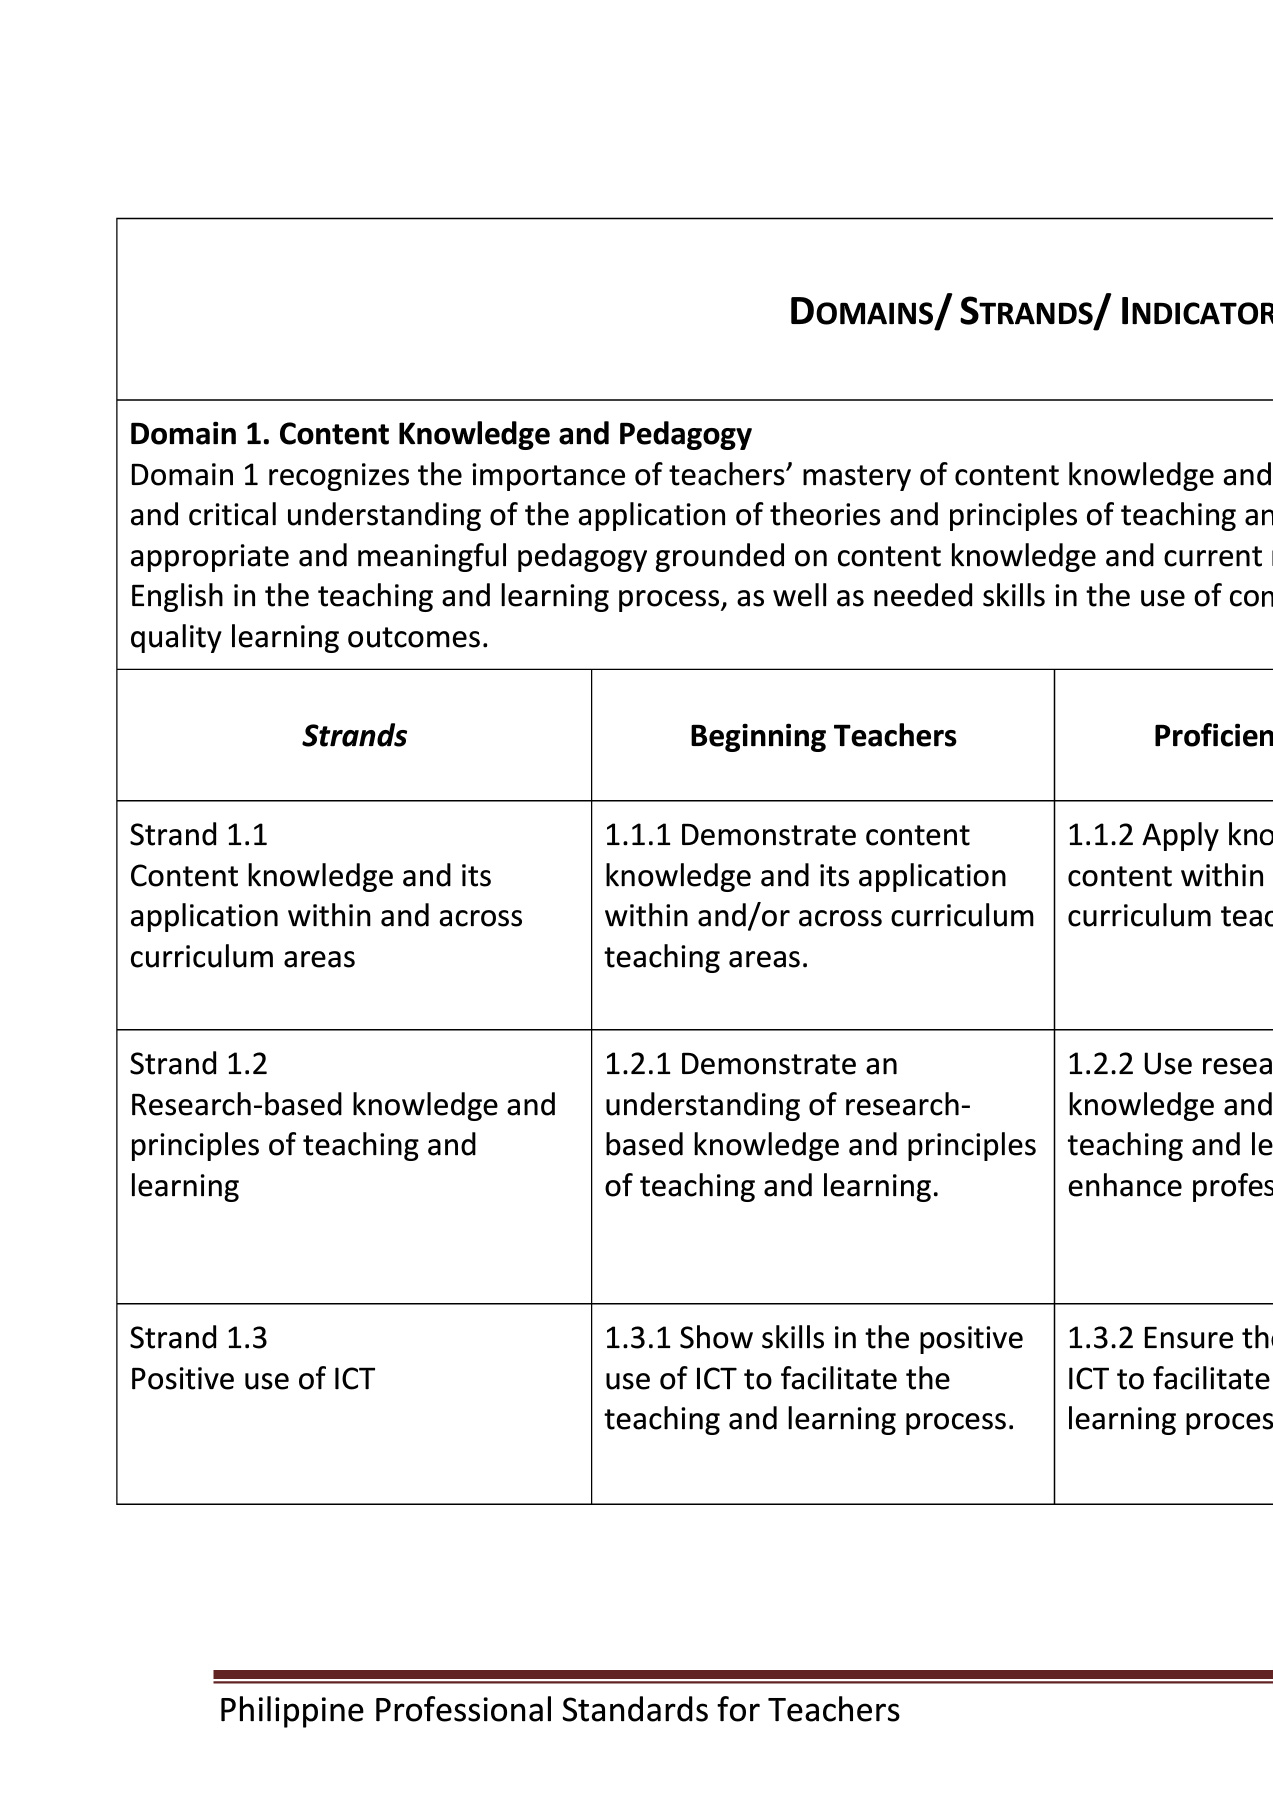 DOMAINS/ STRANDS/ INDICATOR
Domain 1. Content Knowledge and Pedagogy
Domain 1 recognizes the importance of teachers’ mastery of content knowledge and
and critical understanding of the application of theories and principles of teaching an
appropriate and meaningful pedagogy grounded on content knowledge and current
English in the teaching and learning process, as well as needed skills in the use of con
quality learning outcomes.
Strands
Beginning Teachers
Proficien
Strand 1.1
Content knowledge and its
application within and across
curriculum areas
1.1.1 Demonstrate content
knowledge and its application
within and/or across curriculum
teaching areas.
1.1.2 Apply kno
content within
curriculum teac
Strand 1.2
Research-based knowledge and
principles of teaching and
learning
1.2.1 Demonstrate an
understanding of research-
based knowledge and principles
of teaching and learning.
1.2.2 Use resea
knowledge and
teaching and le
enhance profes
Strand 1.3
Positive use of ICT
1.3.1 Show skills in the positive
use of ICT to facilitate the
teaching and learning process.
1.3.2 Ensure the
ICT to facilitate
learning proces
Philippine Professional Standards for Teachers